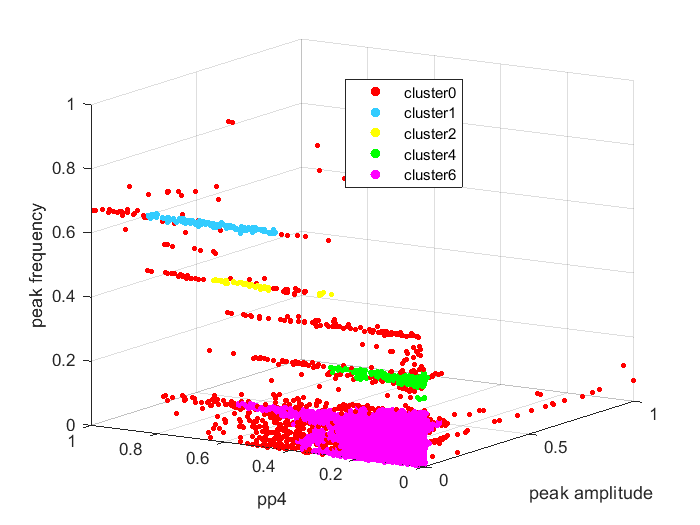 cluster0
cluster1
cluster2
cluster4
cluster6
1
0.8
0.6
0.4
0.2
0
peak frequency
1
0.8
0.6
0.4
0.2
0
pp4
0
0.5
1
peak amplitude